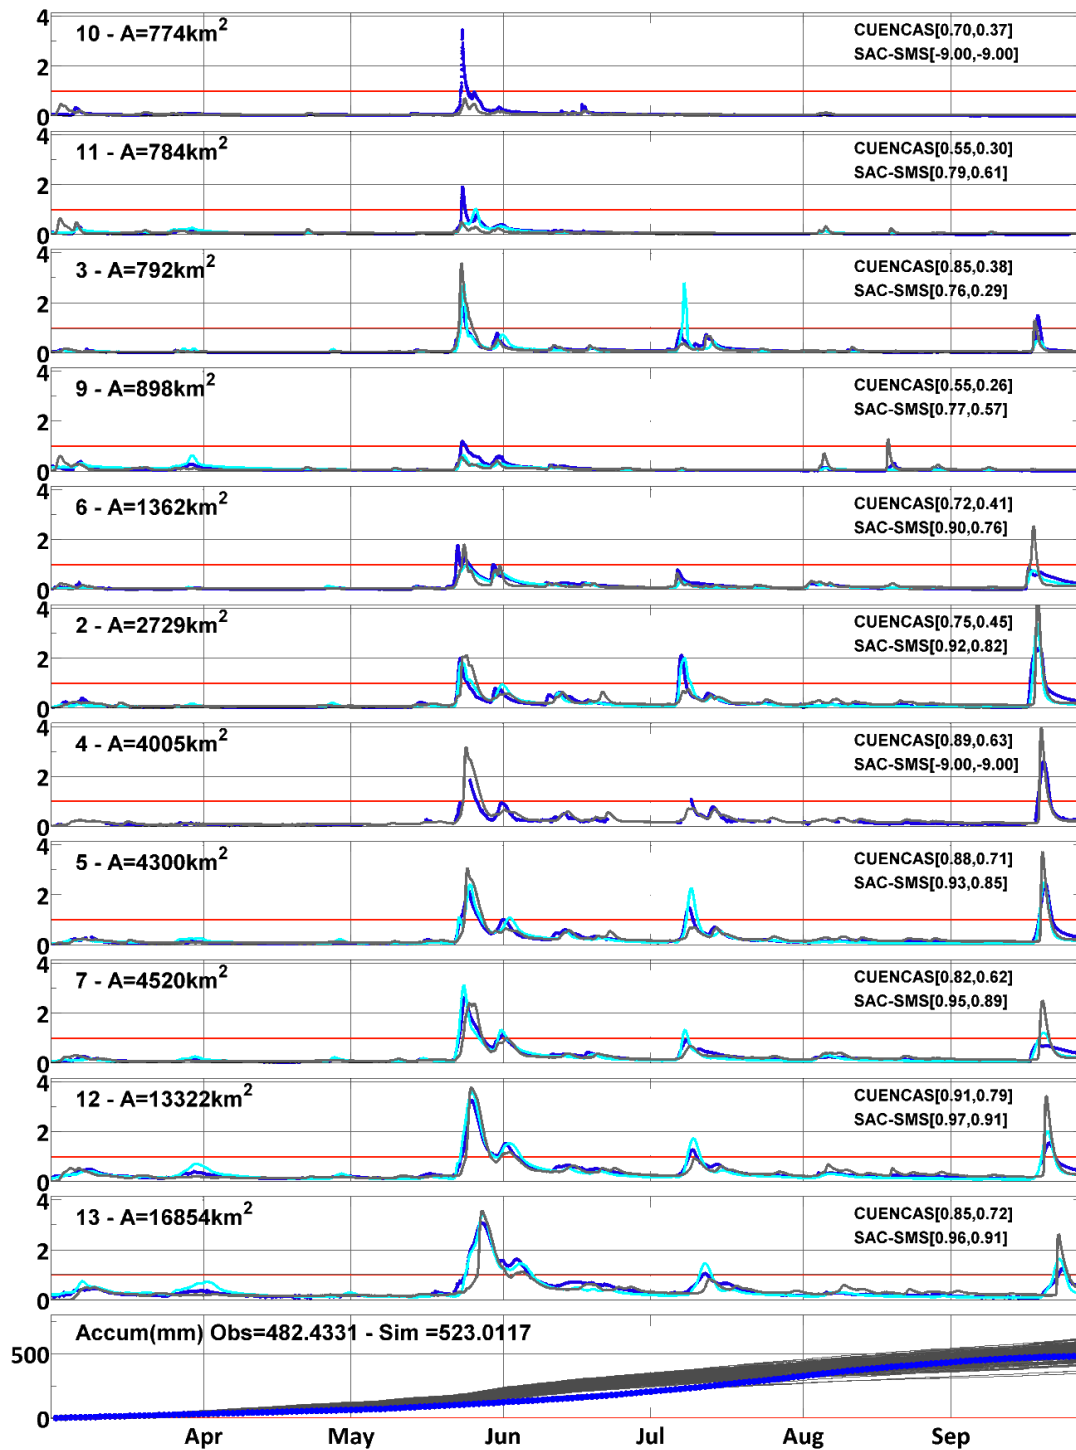 4
10 - A=774km2
CUENCAS[0.70,0.37]
SAC-SMS[-9.00,-9.00]
2
0
4
11 - A=784km2
CUENCAS[0.55,0.30]
SAC-SMS[0.79,0.61]
2
0
4
3 - A=792km2
CUENCAS[0.85,0.38]
SAC-SMS[0.76,0.29]
2
0
4
9 - A=898km2
CUENCAS[0.55,0.26]
SAC-SMS[0.77,0.57]
2
0
4
6 - A=1362km2
CUENCAS[0.72,0.41]
SAC-SMS[0.90,0.76]
2
0
4
2 - A=2729km2
CUENCAS[0.75,0.45]
SAC-SMS[0.92,0.82]
2
0
4
4 - A=4005km2
CUENCAS[0.89,0.63]
SAC-SMS[-9.00,-9.00]
2
0
4
5 - A=4300km2
CUENCAS[0.88,0.71]
SAC-SMS[0.93,0.85]
2
0
4
7 - A=4520km2
CUENCAS[0.82,0.62]
SAC-SMS[0.95,0.89]
2
0
4
12 - A=13322km2
CUENCAS[0.91,0.79]
SAC-SMS[0.97,0.91]
2
0
4
13 - A=16854km2
CUENCAS[0.85,0.72]
SAC-SMS[0.96,0.91]
2
0
Accum(mm) Obs=482.4331 - Sim =523.0117
500
0
Apr May Jun Jul Aug Sep